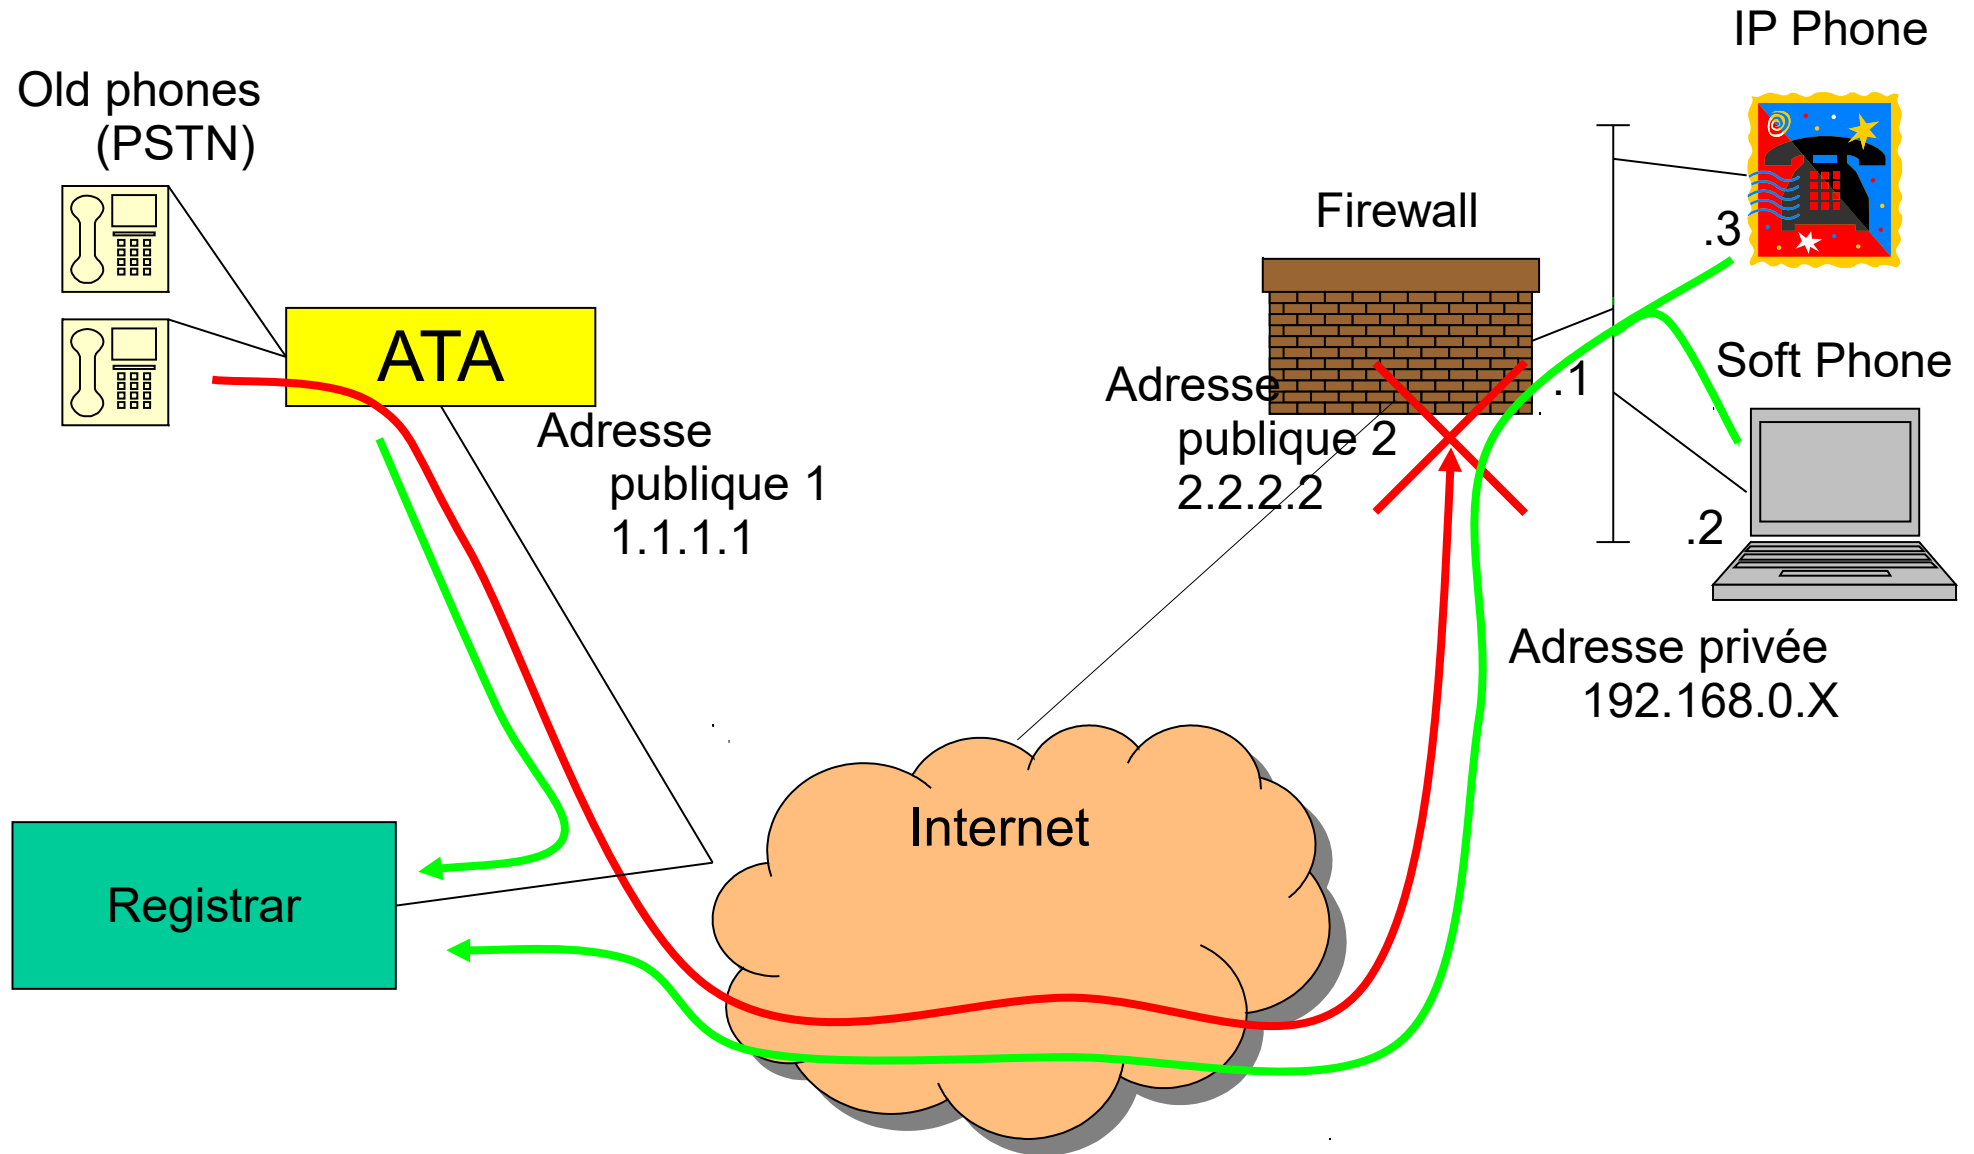 IP Phone
Old phones
(PSTN)
Firewall
.3
ATA
Soft Phone
.1
Adresse
publique 1
1.1.1.1
Adresse
publique 2
2.2.2.2
.2
Adresse privée
192.168.0.X
Internet
Registrar